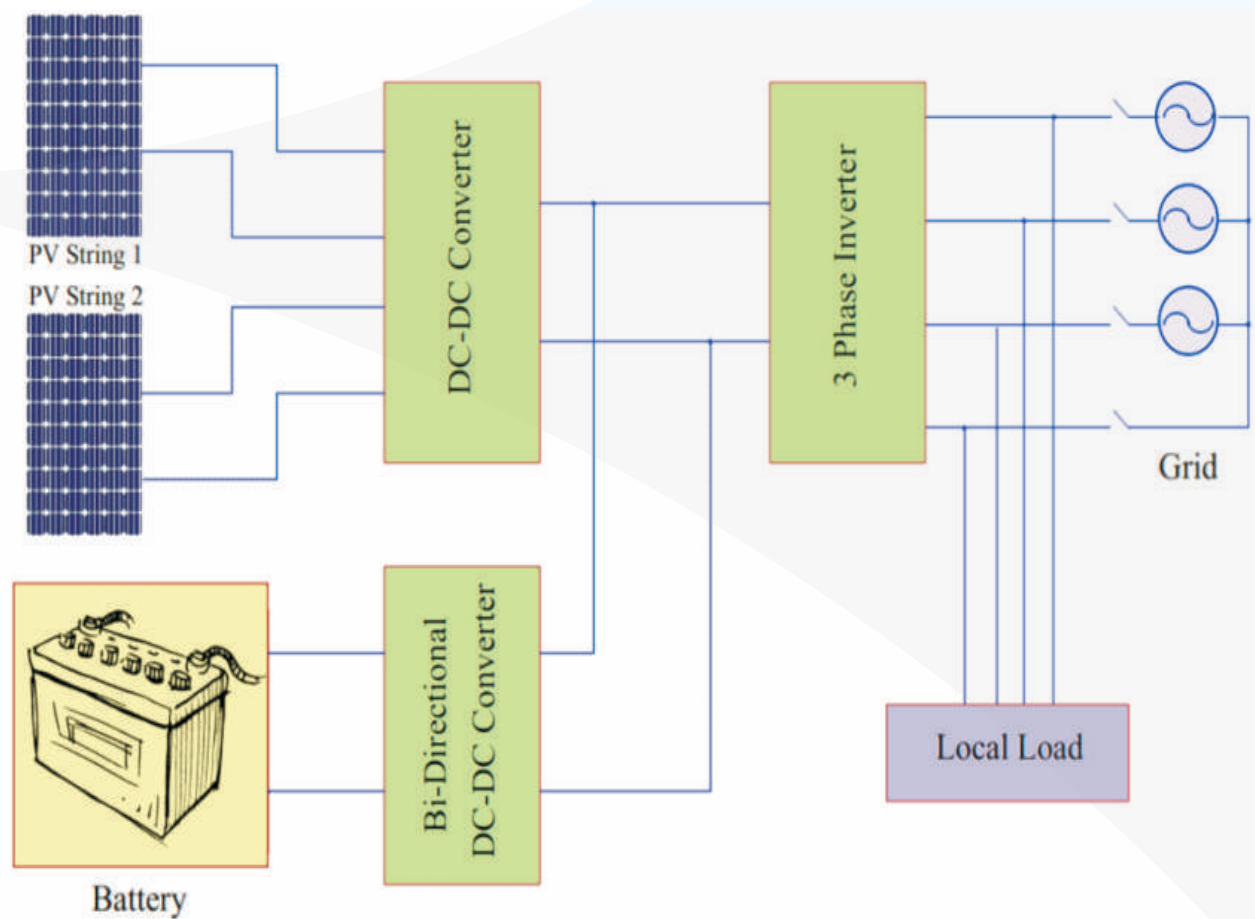 PV String 1
PV String 2
DC-DC Converter
3 Phase Inverter
Grid
Bi-Directional
DC-DC Converter
Local Load
Battery